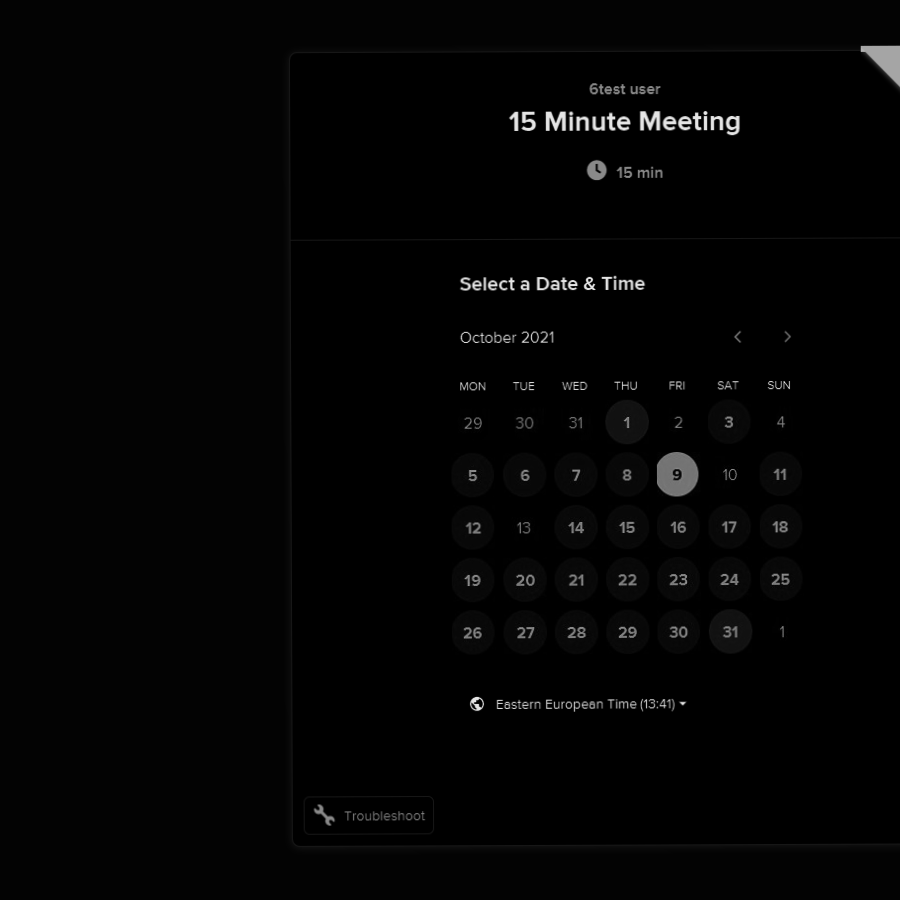 6test user
15 Minute Meeting
15 min
Select a Date & Time
October 2021
MON TUE WED THU FRI SAT SUN
29 30 31 1 2 3 4
5 6 7 8 9 10 11
12 13 14 15 16 17 18
19 20 21 22 23 24 25
26 27 28 29 30 31 1
Eastern European Time (13:41)
Troubleshoot